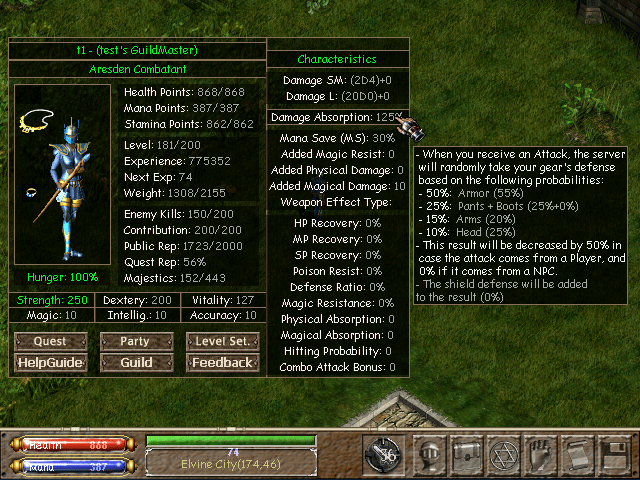 t1 - (test's GuildMaster)
Aresden Combatant
Health Points: 868/868
Mana Points: 387/387
Stamina Points: 862/862
Level: 181/200
Experience: 775352
Next Exp: 74
Weight: 1308/2155
Enemy Kills: 150/200
Contribution: 200/200
Public Rep: 1723/2000
Quest Rep: 56%
Majestics: 152/443
Hunger: 100%
Strength: 250 Dextery: 200 Vitality: 127
Magic: 10 Intellig.: 10 Accuracy: 10
Quest Party Level Set.
HelpGuide Guild Feedback
Characteristics
Damage SM: (2D4)+0
Damage L: (20D0)+0
Damage Absorption: 125%
Mana Save (MS): 30%
Added Magic Resist: 0
Added Physical Damage: 0
Added Magical Damage: 10
Weapon Effect Type:
HP Recovery: 0%
MP Recovery: 0%
SP Recovery: 0%
Poison Resist: 0%
Defense Ratio: 0%
Magic Resistance: 0%
Physical Absorption: 0
Magical Absorption: 0
Hitting Probability: 0
Combo Attack Bonus: 0
- When you receive an Attack, the server
will randomly take your gear's defense
based on the following probabilities:
- 50%: Armor (55%)
- 25%: Pants + Boots (25%+0%)
- 15%: Arms (20%)
- 10%: Head (25%)
- This result will be decreased by 50% in
case the attack comes from a Player, and
0% if it comes from a NPC.
- The shield defense will be added
to the result (0%)
Health 868
Mana 387
74
Elvine City(174,46)
36